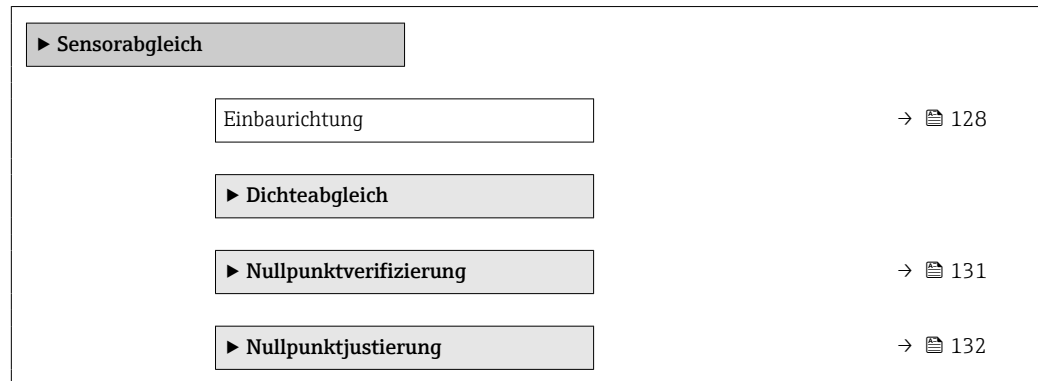 ▶ Sensorabgleich
Einbaurichtung → 128
▶ Dichteabgleich
▶ Nullpunktverifizierung → 131
▶ Nullpunktjustierung → 132